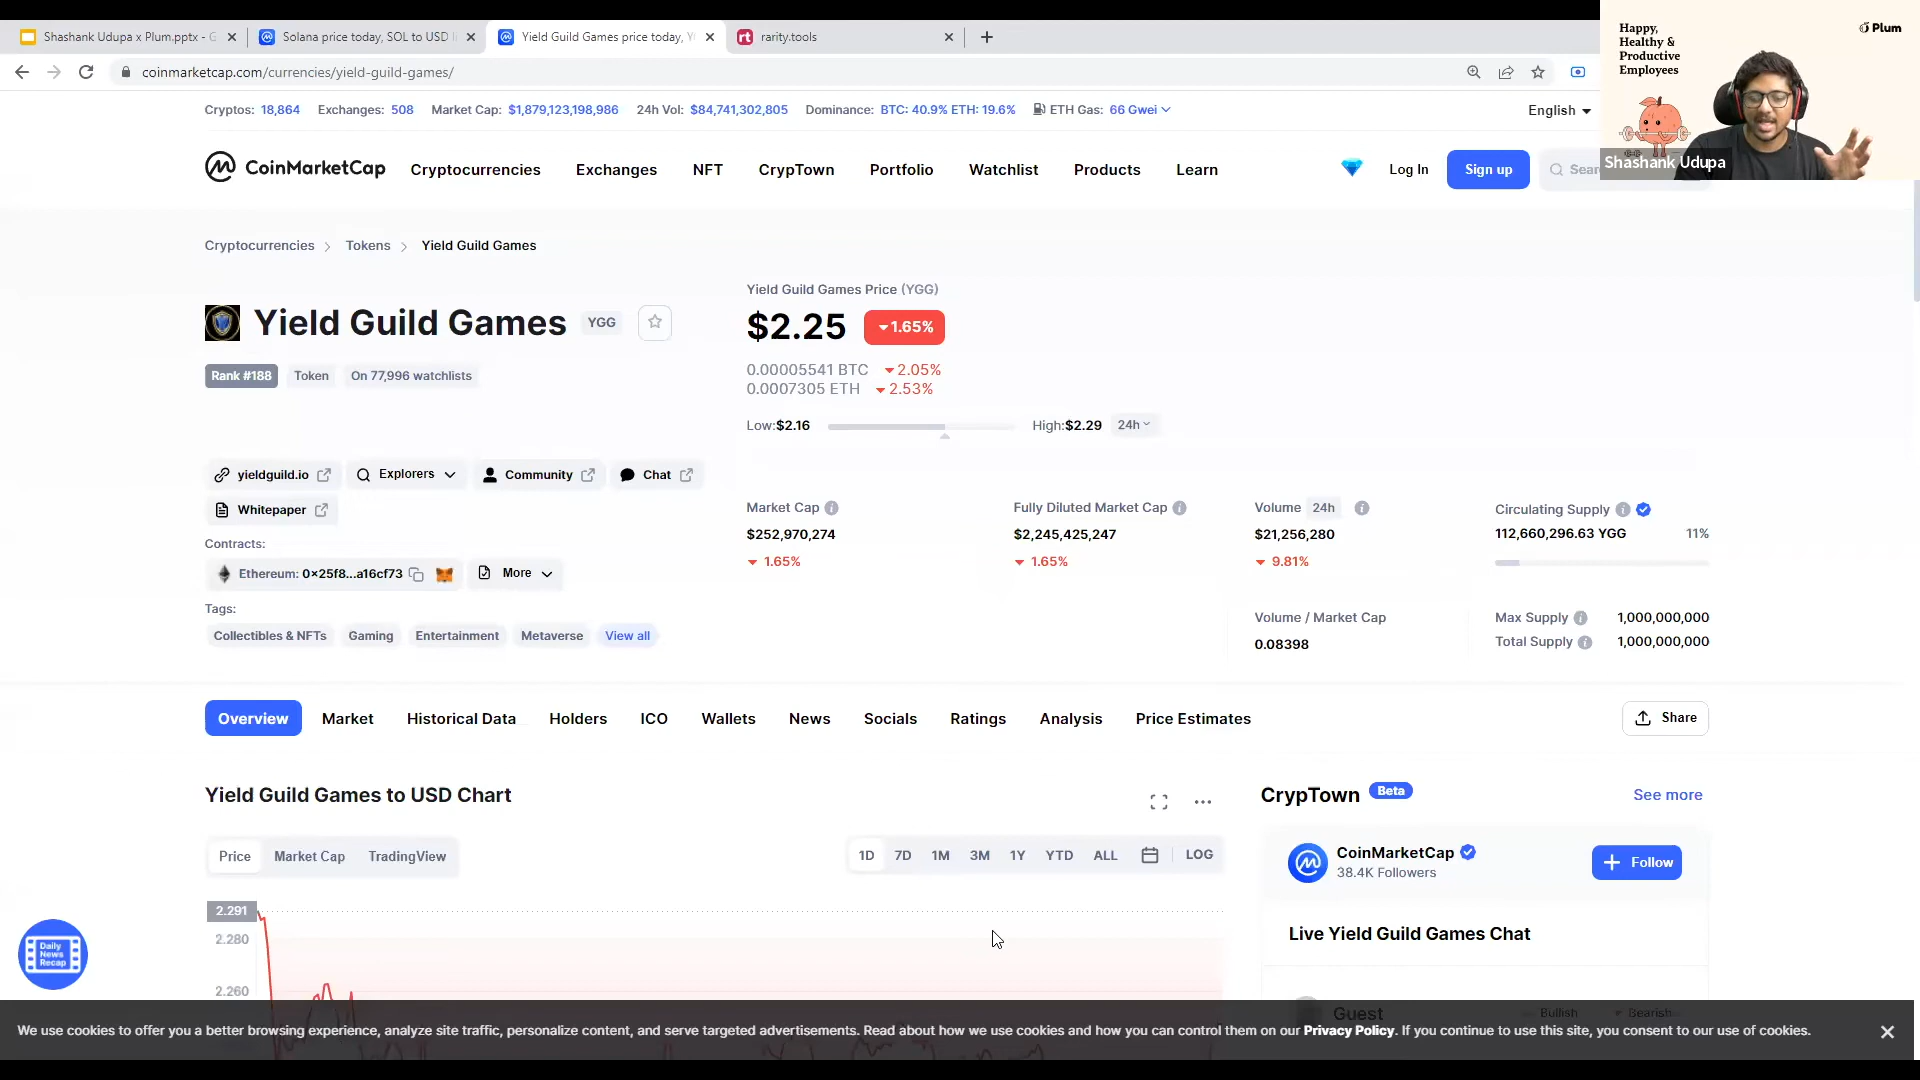 Shashank Udupa x Plum.pptx - G
Solana price today, SOL to USD li
Yield Guild Games price today, Y
rarity.tools
coinmarketcap.com/currencies/yield-guild-games/
Happy,
Healthy &
Productive
Employees
Plum
Shashank Udupa
Cryptos: 18,864 Exchanges: 508 Market Cap: $1,879,123,198,986 24h Vol: $84,741,302,805 Dominance: BTC: 40.9% ETH: 19.6% ETH Gas: 66 Gwei
English
CoinMarketCap Cryptocurrencies Exchanges NFT CrypTown Portfolio Watchlist Products Learn
Log In Sign up Sear
Cryptocurrencies Tokens Yield Guild Games
Yield Guild Games YGG
Rank #188 Token On 77,996 watchlists
Yield Guild Games Price (YGG)
$2.25 1.65%
0.00005541 BTC 2.05%
0.0007305 ETH 2.53%
Low:$2.16 High:$2.29 24h
yieldguild.io Explorers Community Chat
Whitepaper
Contracts:
Ethereum: 0x25f8...a16cf73 More
Tags:
Collectibles & NFTs Gaming Entertainment Metaverse View all
Market Cap
$252,970,274
1.65%
Fully Diluted Market Cap
$2,245,425,247
1.65%
Volume 24h
$21,256,280
9.81%
Volume / Market Cap
0.08398
Circulating Supply
112,660,296.63 YGG 11%
Max Supply 1,000,000,000
Total Supply 1,000,000,000
Overview Market Historical Data Holders ICO Wallets News Socials Ratings Analysis Price Estimates
Share
Yield Guild Games to USD Chart
Price Market Cap TradingView
1D 7D 1M 3M 1Y YTD ALL LOG
2.291
2.280
2.260
CrypTown Beta See more
CoinMarketCap
38.4K Followers
Follow
Live Yield Guild Games Chat
Guest Bullish Bearish
Daily
News
Recap
We use cookies to offer you a better browsing experience, analyze site traffic, personalize content, and serve targeted advertisements. Read about how we use cookies and how you can control them on our Privacy Policy. If you continue to use this site, you consent to our use of cookies.